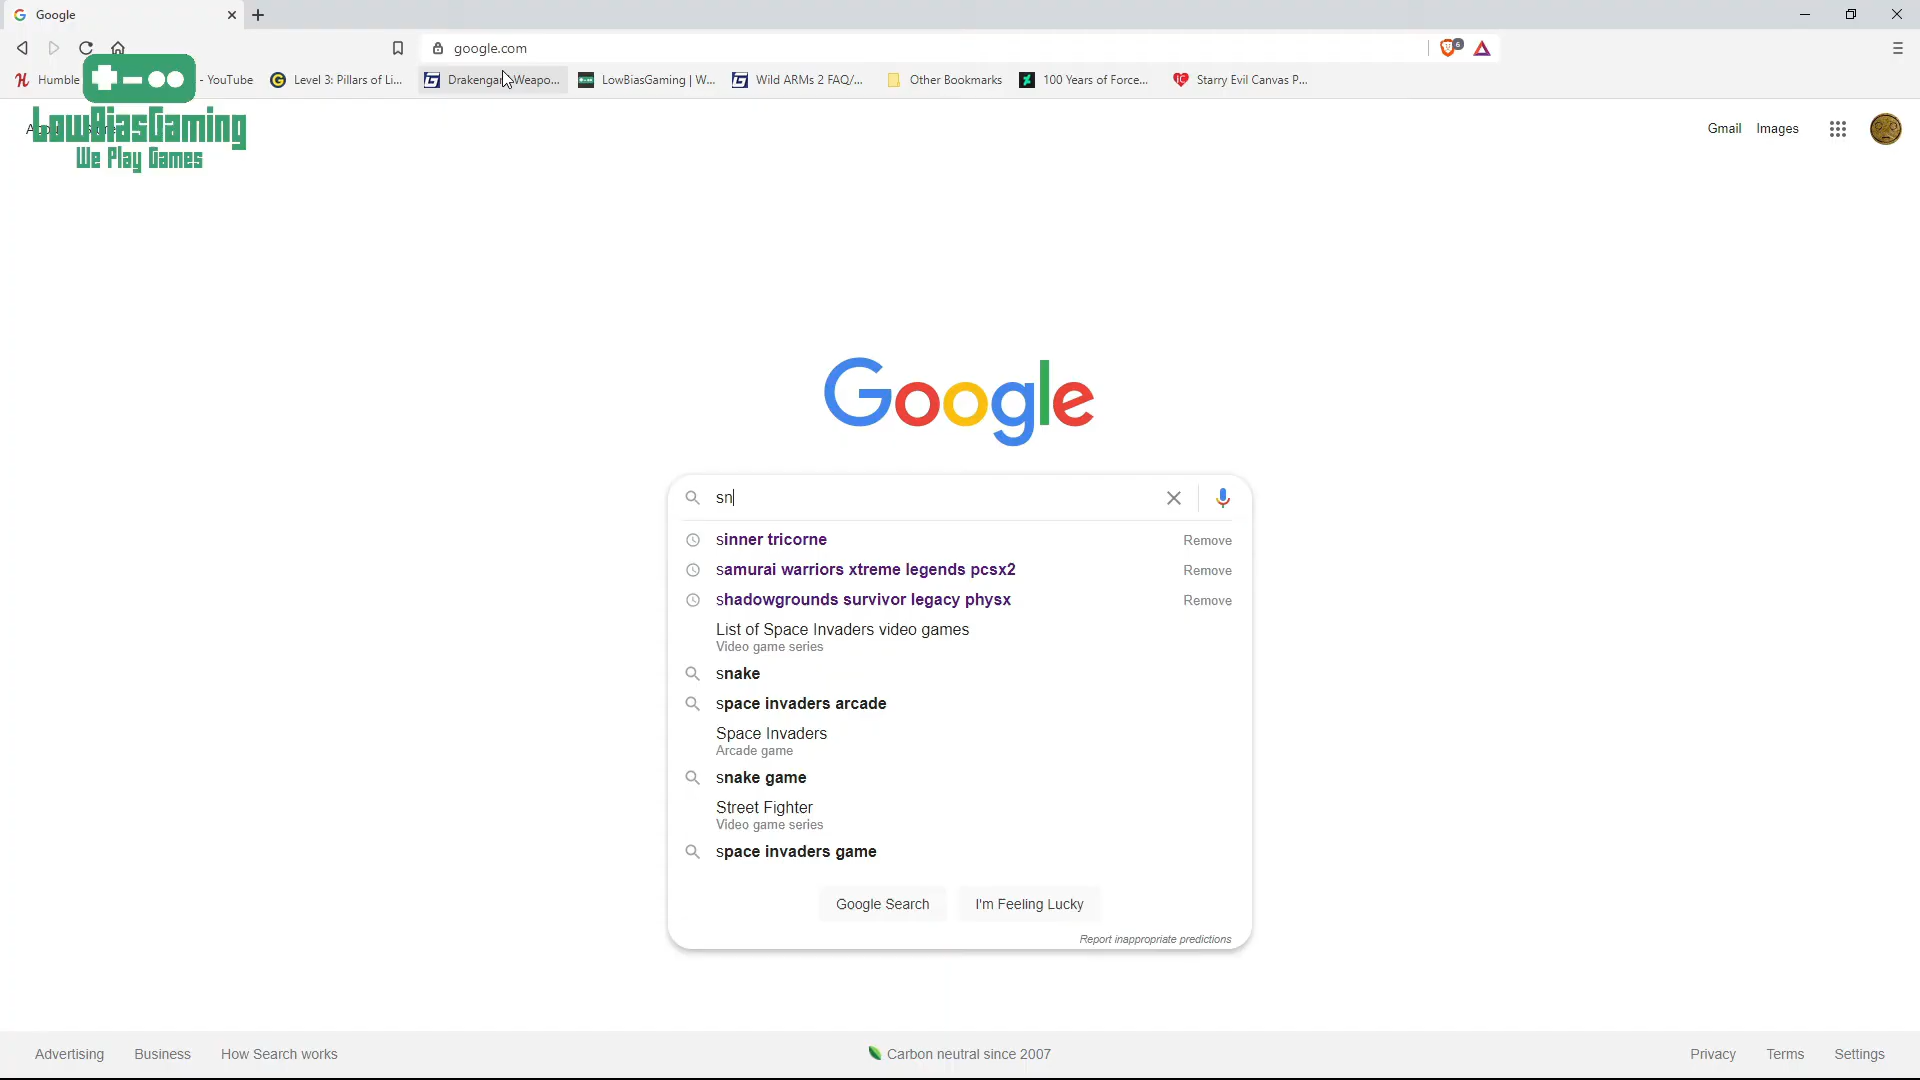 Google
google.com
Humble
- YouTube
Level 3: Pillars of Li...
Drakengar Weapo...
LowBiasGaming | W...
Wild ARMs 2 FAQ/...
Other Bookmarks
100 Years of Force...
Starry Evil Canvas P...
LowBiasGaming
We Play Games
Gmail
Images
Google
sn
sinner tricorne
Remove
samurai warriors xtreme legends pcsx2
Remove
shadowgrounds survivor legacy physx
Remove
List of Space Invaders video games
Video game series
snake
space invaders arcade
Space Invaders
Arcade game
snake game
Street Fighter
Video game series
space invaders game
Google Search
I'm Feeling Lucky
Report inappropriate predictions
Advertising
Business
How Search works
Carbon neutral since 2007
Privacy
Terms
Settings